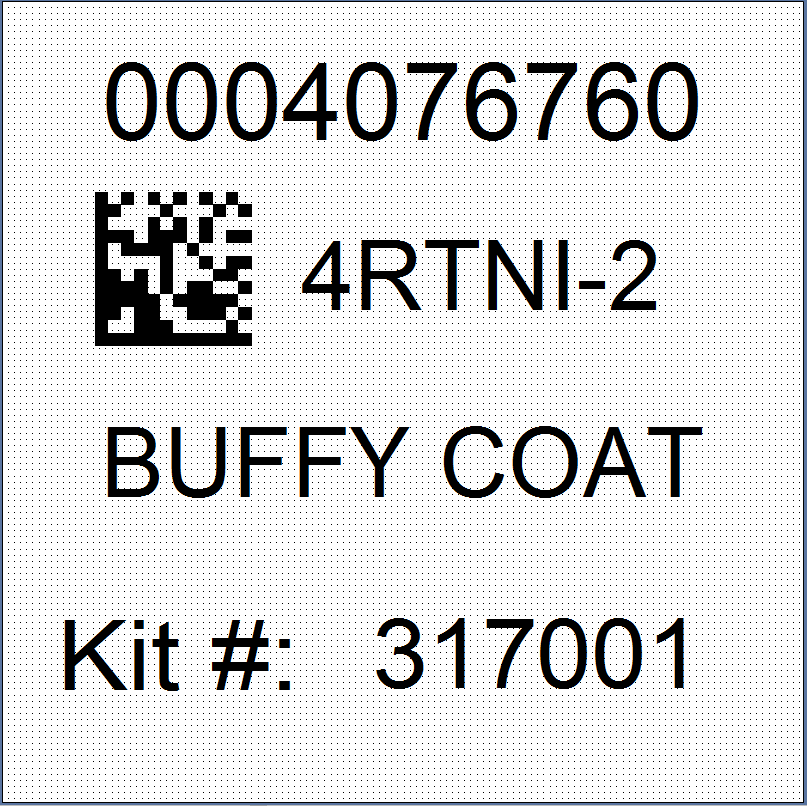 0004076760
4RTNI-2
BUFFY COAT
Kit #: 317001